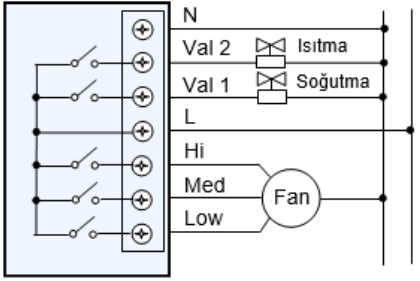 N
Val 2 Isıtma
Val 1 Soğutma
L
Hi
Med Fan
Low